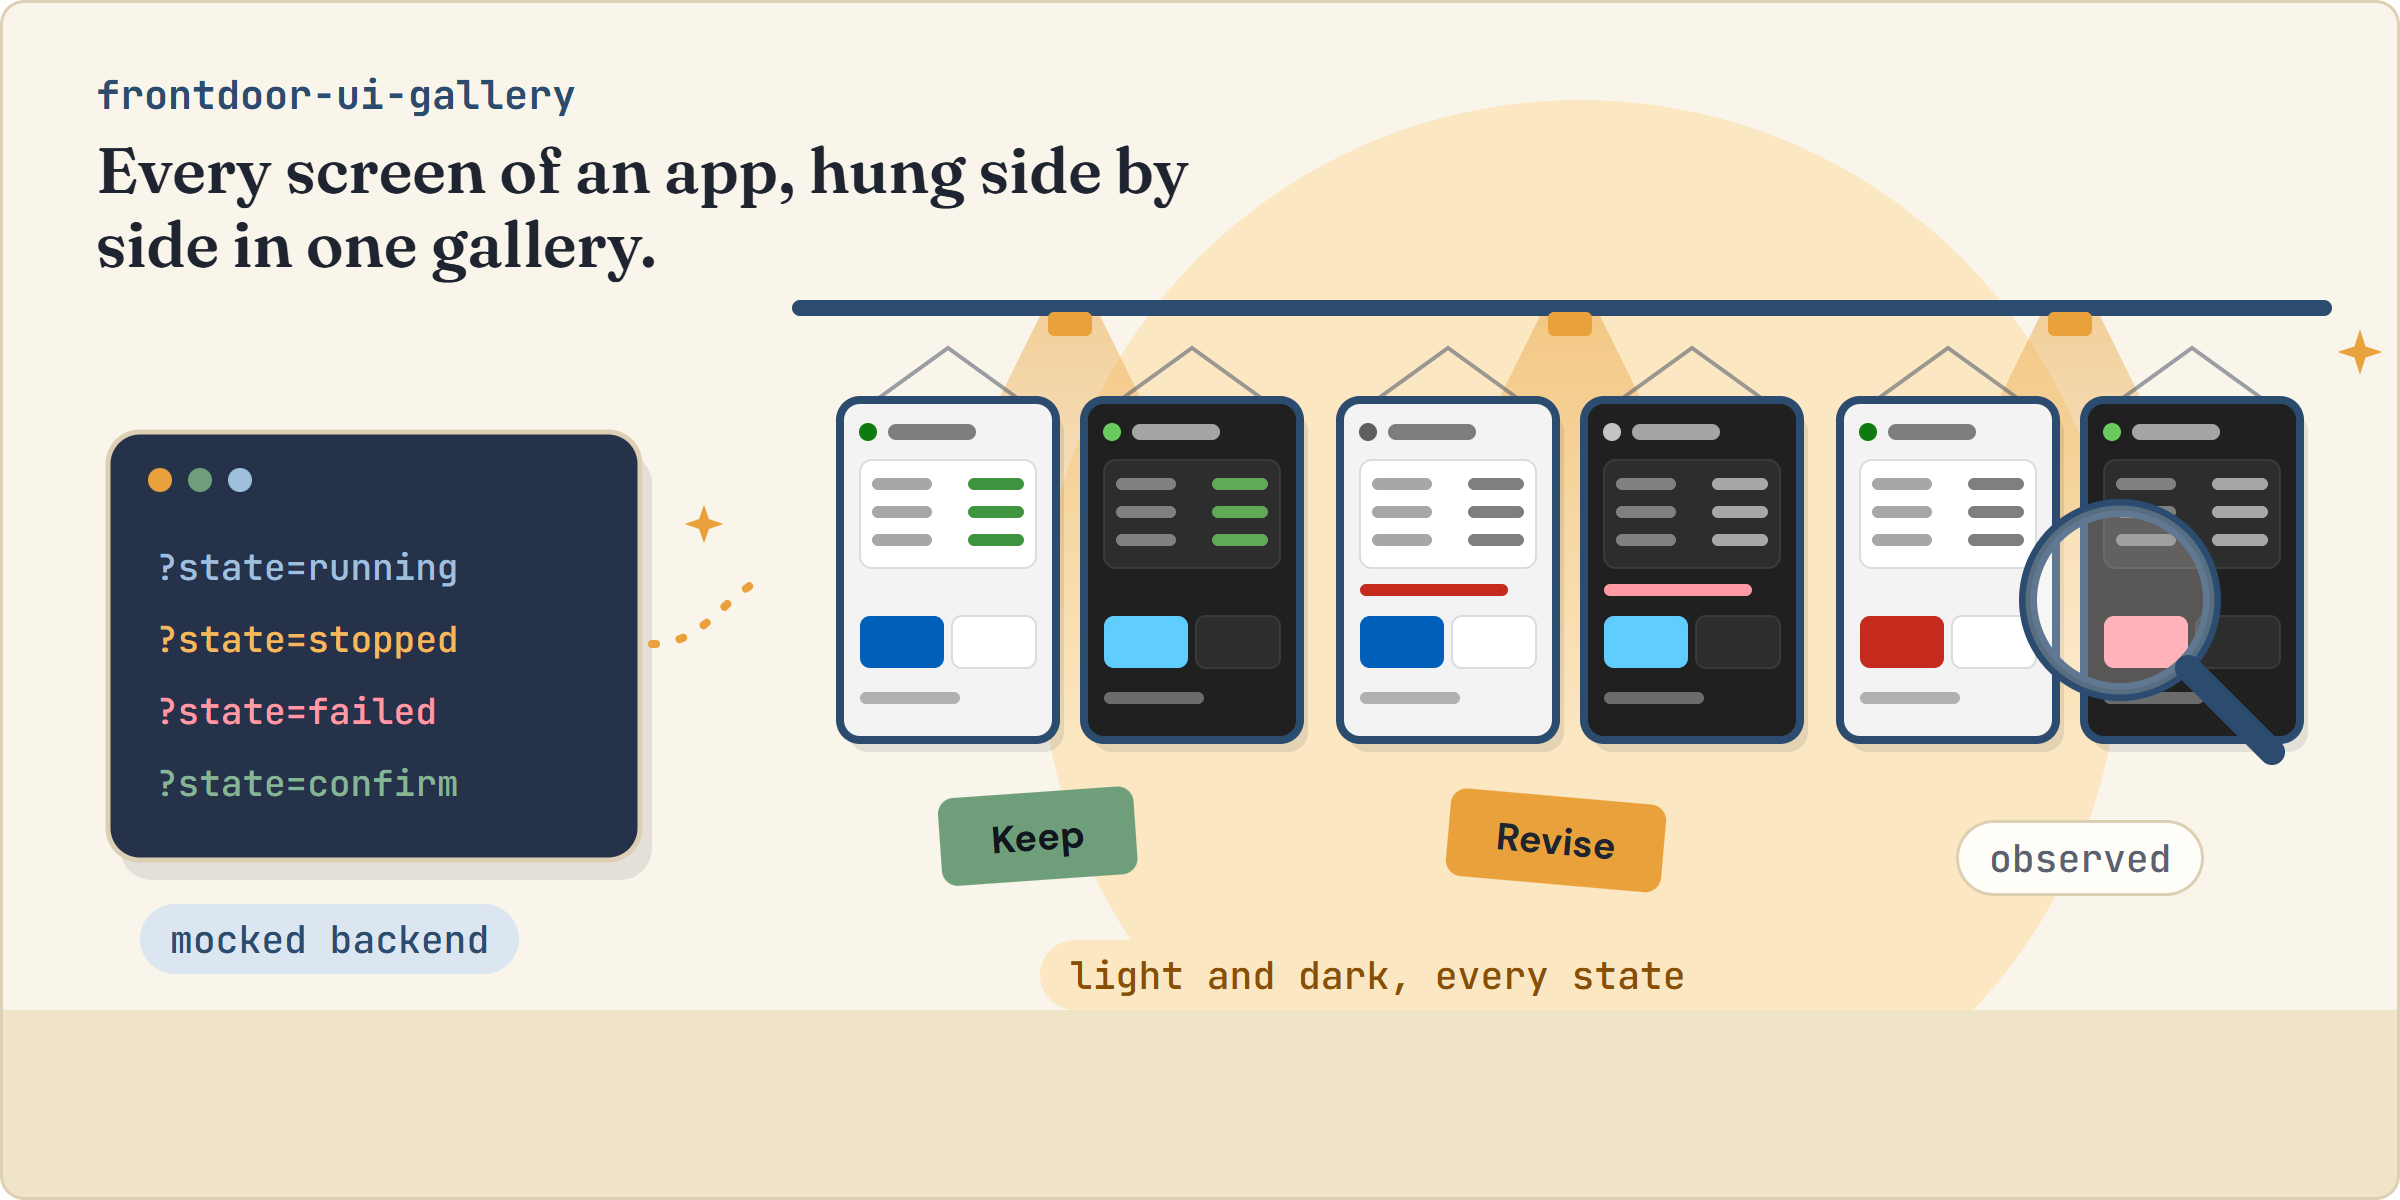 frontdoor-ui-gallery
Every screen of an app, hung side by
side in one gallery.
?state=running
?state=stopped
?state=failed
?state=confirm
mocked backend
Keep
Revise
observed
light and dark, every state